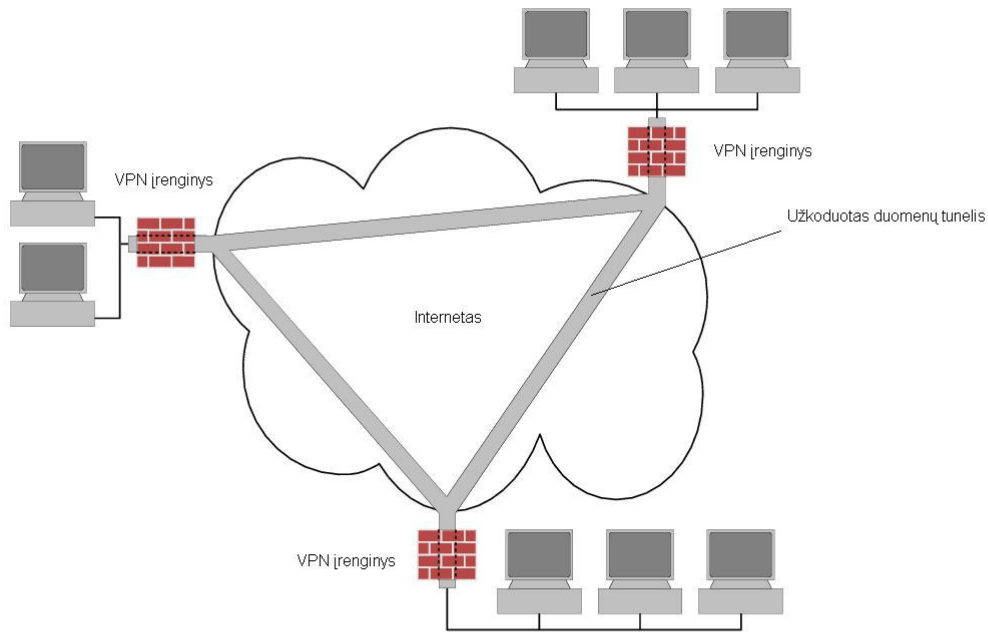 VPN įrenginys
VPN įrenginys
Užkoduotas duomenų tunelis
Internetas
VPN įrenginys